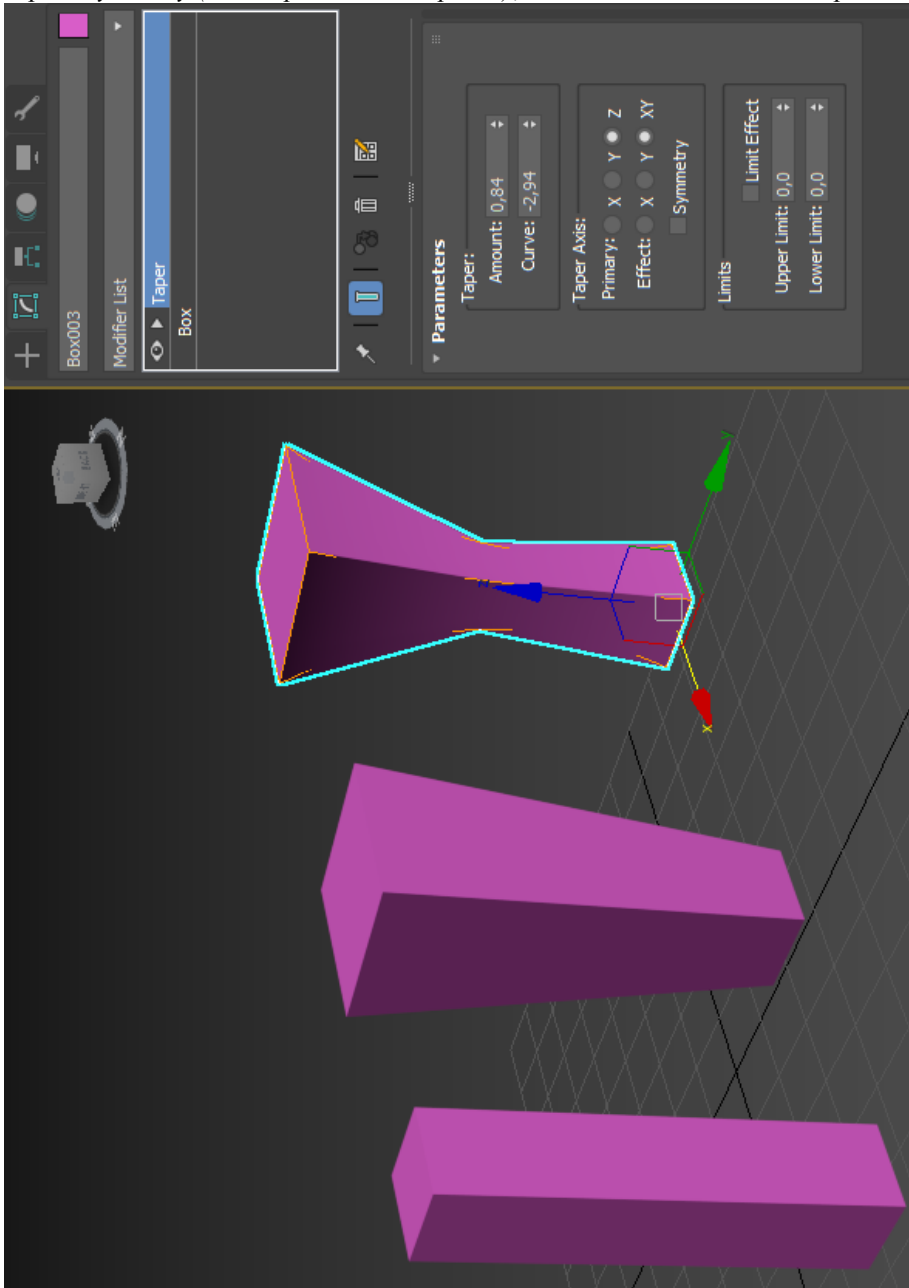 Box003
Modifier List
Taper
Box
Parameters
Taper:
Amount: 0,84
Curve: -2,94
Taper Axis:
Primary: X Y Z
Effect: X Y XY
Symmetry
Limits
Limit Effect
Upper Limit: 0,0
Lower Limit: 0,0
x
y